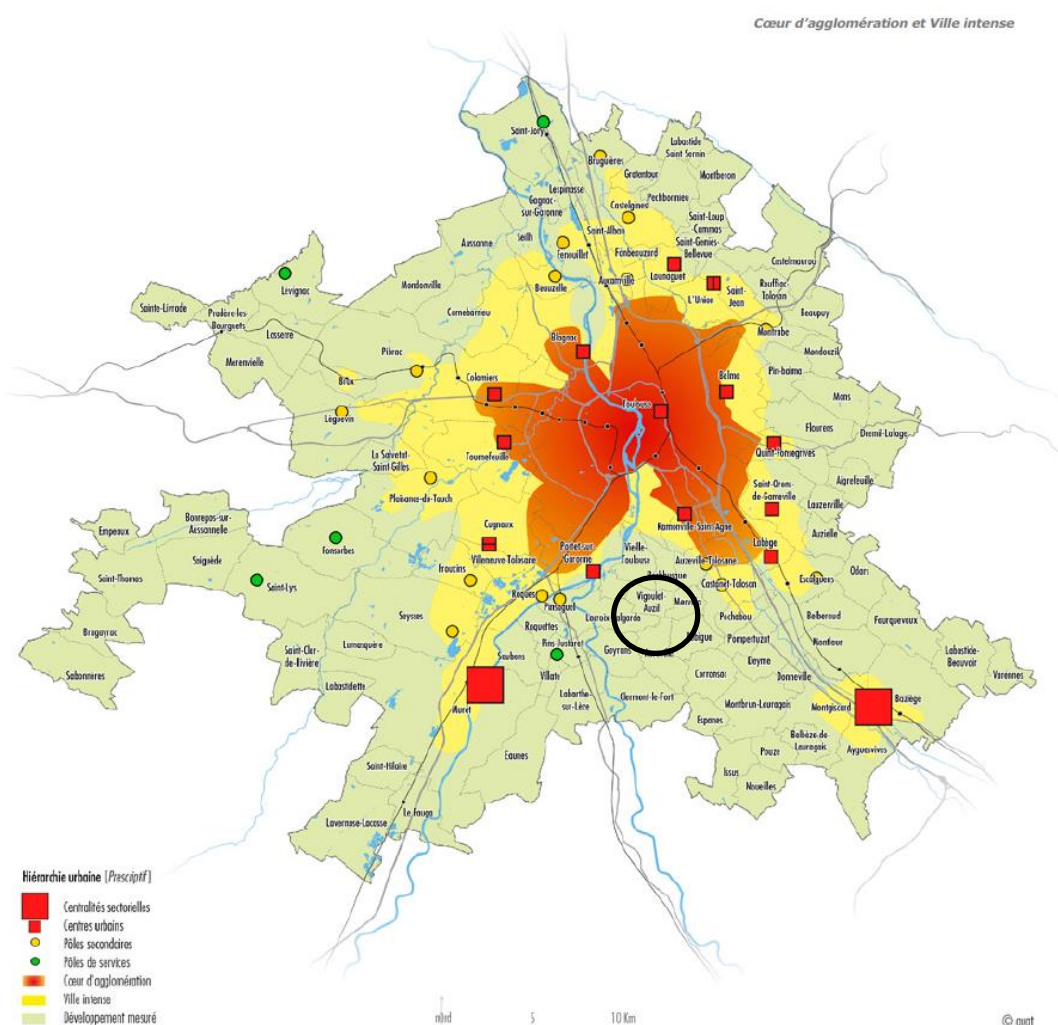 Cœur d'agglomération et Ville intense
Saint-Jory
Bruguières
Labastide
Saint Sernin
Gratentour
Montberon
Lespinasse
Pechbonnieu
Gagnac
sur-Garonne
Castelginest
Saint-Loup
Cammas
Seilh
Saint-Alban
Fonbeauzard
Saint-Geniès
Bellevue
Aussonne
Fenouillet
Launaguet
Castelmaurou
Lévignac
Mondonville
Beauzelle
Aucamville
L'Union
Saint-
Jean
Rouffiac-
Tolosan
Sainte-Livrade
Pradère-les
Bourguets
Cornebarrieu
Beaupuy
Lasserre
Montrabe
Merenvielle
Pibrac
Blagnac
Mondouzil
Brax
Colomiers
Balma
Pin-balma
Léguevin
Toulouse
Mons
Flourens
Drémil-Lafage
La Salvetat-
Saint-Gilles
Tournefeuille
Quint-Fonsegrives
Plaisance-du-Touch
Saint-Orens-
de-Gameville
Aigrefeuille
Lauzerville
Empeaux
Bonrepos-sur-
Aussonnelle
Cugnaux
Ramonville-Saint-Agne
Auzielle
Fonsorbes
Saiguède
Villeneuve-Tolosane
Portet-sur-
Garonne
Vieille-
Toulouse
Labège
Saint-Thomas
Saint-Lys
Frouzins
Auzeville-Tolosane
Escalquens
Odars
Roques
Pinsaguel
Vigoulet-
Auzil
Castanet-Tolosan
Bragayrac
Seysses
Lacroix-Falgarde
Pechabou
Belberaud
Fourquevaux
Sabonnères
Saint-Clar-
de-Rivière
Lamasquère
Roquettes
Pins-Justaret
Goyrans
Pompertuzat
Montlaur
Labastide-
Beauvoir
Varennes
Labastidette
Saubens
Villate
Deyme
Corronsac
Donneville
Muret
Labarthe-
sur-Lèze
Clermont-le-Fort
Montbrun-Lauragais
Montgiscard
Baziège
Espanès
Belbèze-de-
Lauragais
Eaunes
Pouze
Ayguesvives
Saint-Hilaire
Issus
Noueilles
Le Fauga
Lavernose-Lacasse
Hiérarchie urbaine [Prescriptif]
Centralités sectorielles
Centres urbains
Pôles secondaires
Pôles de services
Cœur d'agglomération
Ville intense
Développement mesuré
nord
5
10 Km
© auat